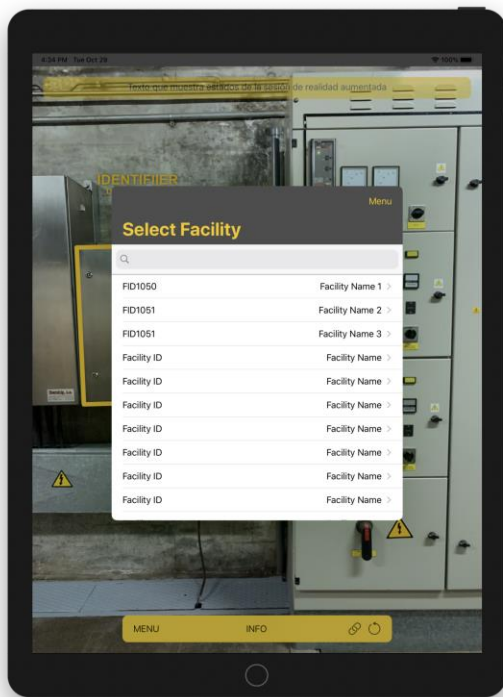 4:34 PM Tue Oct 29
100%
Texto que muestra estados de la sesión de realidad aumentada
IDENTIFIIER
Menu
Select Facility
FID1050 Facility Name 1
FID1051 Facility Name 2
FID1051 Facility Name 3
Facility ID Facility Name
Facility ID Facility Name
Facility ID Facility Name
Facility ID Facility Name
Facility ID Facility Name
Facility ID Facility Name
Facility ID Facility Name
MENU INFO